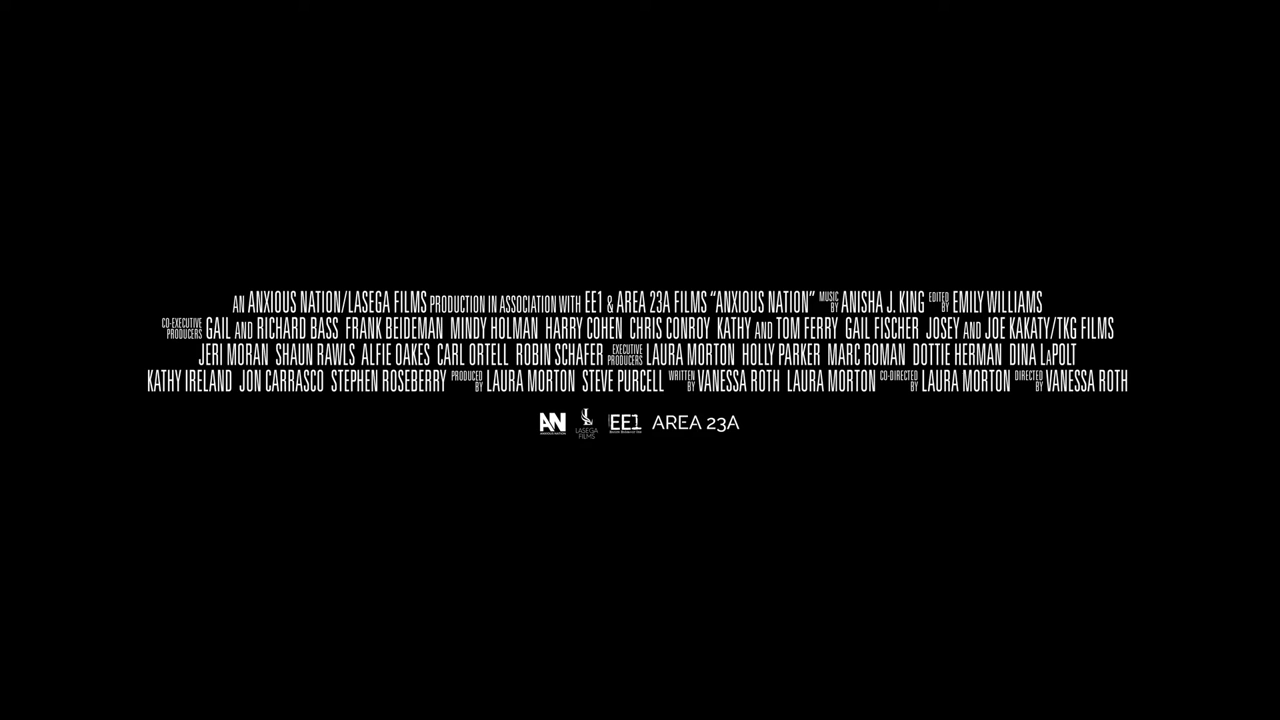 AN ANXIOUS NATION/LASEGA FILMS PRODUCTION IN ASSOCIATION WITH EE1 & AREA 23A FILMS “ANXIOUS NATION” MUSIC BY ANISHA J. KING EDITED BY EMILY WILLIAMS
CO-EXECUTIVE PRODUCERS GAIL AND RICHARD BASS FRANK BEIDEMAN MINDY HOLMAN HARRY COHEN CHRIS CONROY KATHY AND TOM FERRY GAIL FISCHER JOSEY AND JOE KAKATY/TKG FILMS
JERI MORAN SHAUN RAWLS ALFIE OAKES CARL ORTELL ROBIN SCHAFER EXECUTIVE PRODUCERS LAURA MORTON HOLLY PARKER MARC ROMAN DOTTIE HERMAN DINA LAPOLT
KATHY IRELAND JON CARRASCO STEPHEN ROSEBERRY PRODUCED BY LAURA MORTON STEVE PURCELL WRITTEN BY VANESSA ROTH LAURA MORTON CO-DIRECTED BY LAURA MORTON DIRECTED BY VANESSA ROTH
AN ANXIOUS NATION LASEGA FILMS EE1 AREA 23A